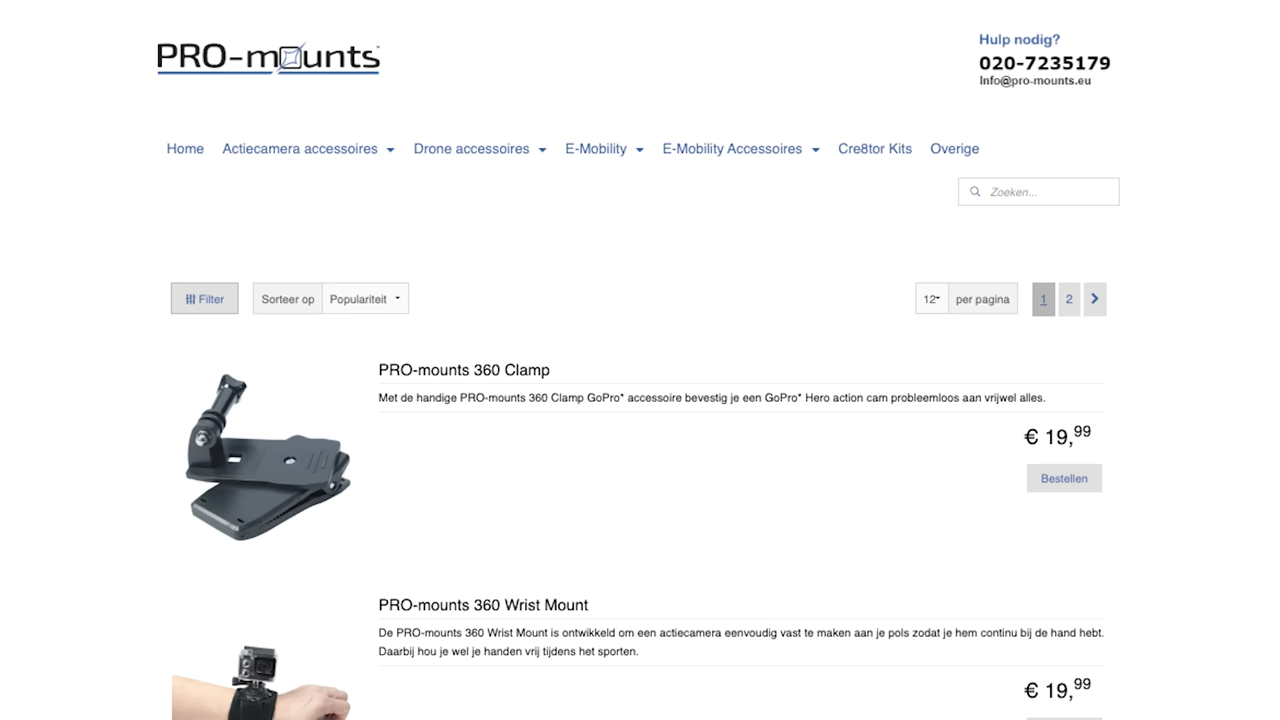 PRO-mounts
Hulp nodig?
020-7235179
Info@pro-mounts.eu
Home Actiecamera accessoires Drone accessoires E-Mobility E-Mobility Accessoires Cre8tor Kits Overige
Zoeken...
Filter Sorteer op Populariteit 12 per pagina 1 2
PRO-mounts 360 Clamp
Met de handige PRO-mounts 360 Clamp GoPro* accessoire bevestig je een GoPro* Hero action cam probleemloos aan vrijwel alles.
€ 19,99
Bestellen
PRO-mounts 360 Wrist Mount
De PRO-mounts 360 Wrist Mount is ontwikkeld om een actiecamera eenvoudig vast te maken aan je pols zodat je hem continu bij de hand hebt.
Daarbij hou je wel je handen vrij tijdens het sporten.
€ 19,99